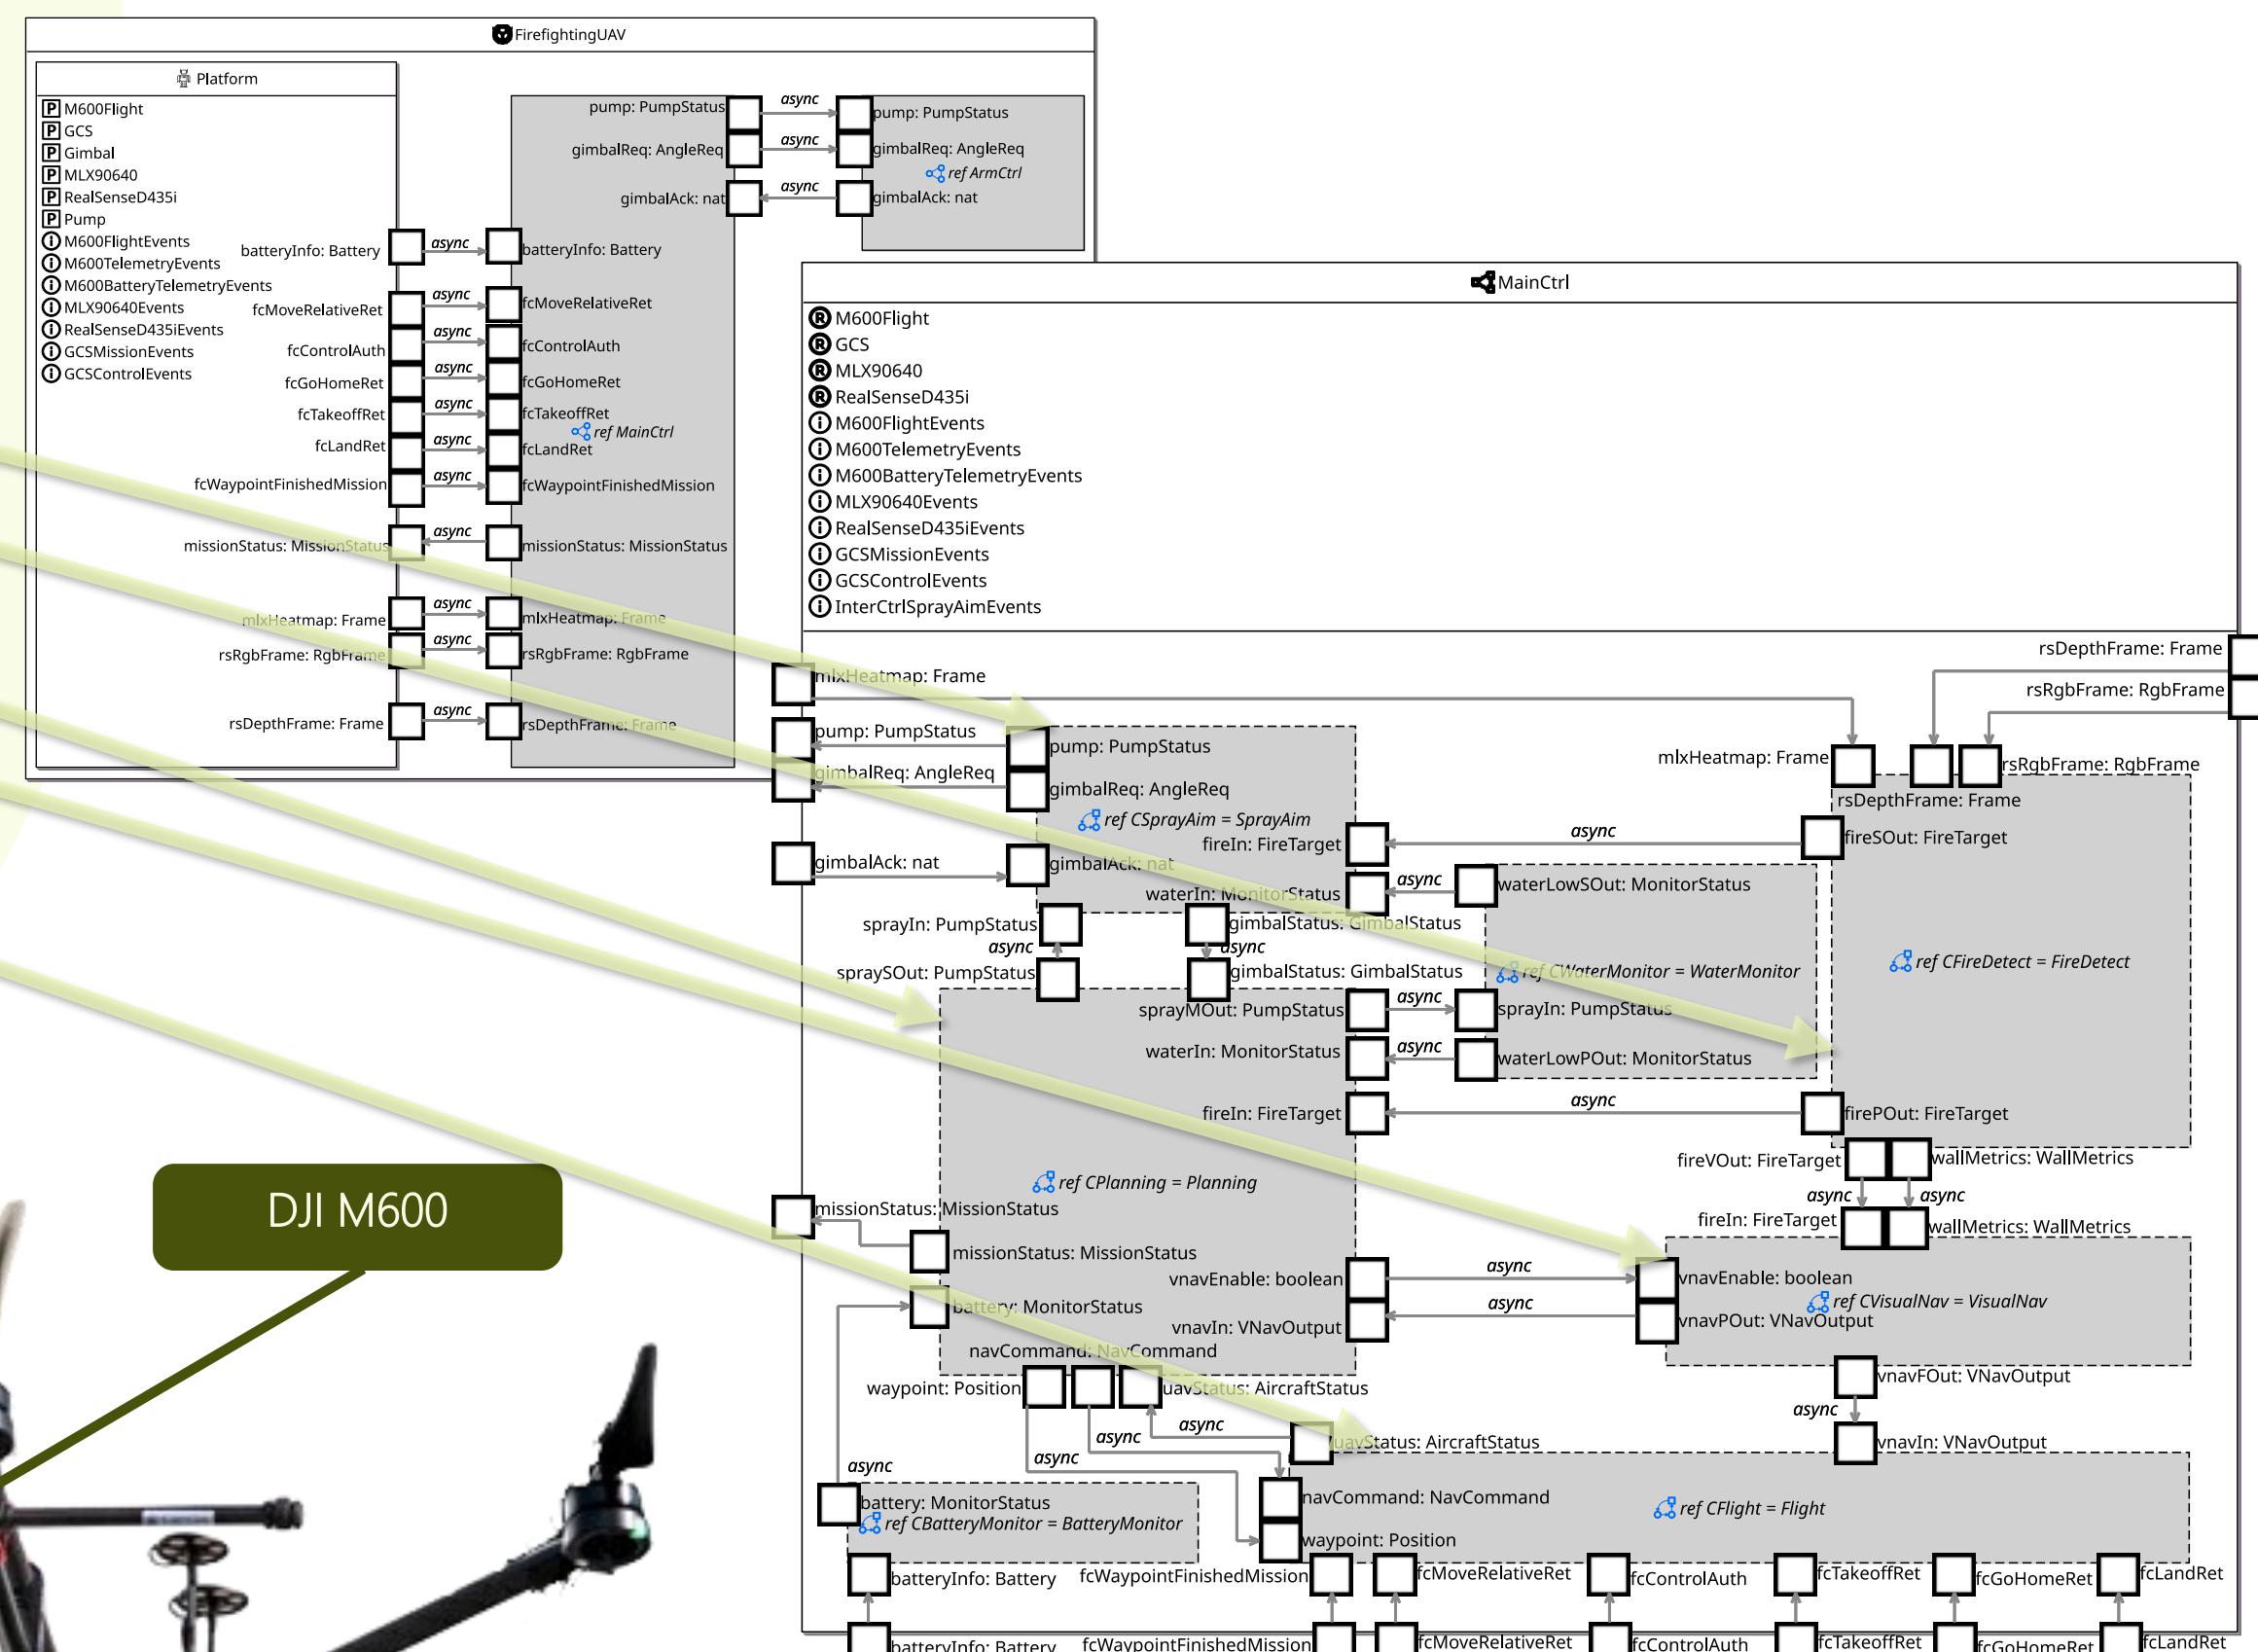 FirefightingUAV
Platform
P M600Flight
P GCS
P Gimbal
P MLX90640
P RealSenseD435i
P Pump
i M600FlightEvents
i M600TelemetryEvents
i M600BatteryTelemetryEvents
i MLX90640Events
i RealSenseD435iEvents
i GCSMissionEvents
i GCSControlEvents
pump: PumpStatus async pump: PumpStatus
gimbalReq: AngleReq async gimbalReq: AngleReq
ref ArmCtrl
gimbalAck: nat async gimbalAck: nat
batteryInfo: Battery async batteryInfo: Battery
fcMoveRelativeRet async fcMoveRelativeRet
fcControlAuth async fcControlAuth
fcGoHomeRet async fcGoHomeRet
fcTakeoffRet async fcTakeoffRet
ref MainCtrl
fcLandRet async fcLandRet
fcWaypointFinishedMission async fcWaypointFinishedMission
missionStatus: MissionStatus async missionStatus: MissionStatus
mlxHeatmap: Frame async mlxHeatmap: Frame
rsRgbFrame: RgbFrame async rsRgbFrame: RgbFrame
rsDepthFrame: Frame async rsDepthFrame: Frame
MainCtrl
R M600Flight
R GCS
R MLX90640
R RealSenseD435i
i M600FlightEvents
i M600TelemetryEvents
i M600BatteryTelemetryEvents
i MLX90640Events
i RealSenseD435iEvents
i GCSMissionEvents
i GCSControlEvents
i InterCtrlSprayAimEvents
rsDepthFrame: Frame
mlxHeatmap: Frame
rsRgbFrame: RgbFrame
pump: PumpStatus pump: PumpStatus
mlxHeatmap: Frame rsRgbFrame: RgbFrame
gimbalReq: AngleReq gimbalReq: AngleReq
rsDepthFrame: Frame
ref CSprayAim = SprayAim
fireIn: FireTarget async fireSOut: FireTarget
gimbalAck: nat gimbalAck: nat
waterIn: MonitorStatus async waterLowSOut: MonitorStatus
sprayIn: PumpStatus gimbalStatus: GimbalStatus
async async
spraySOut: PumpStatus gimbalStatus: GimbalStatus
ref CWaterMonitor = WaterMonitor
ref CFireDetect = FireDetect
sprayMOut: PumpStatus async sprayIn: PumpStatus
waterIn: MonitorStatus async waterLowPOut: MonitorStatus
fireIn: FireTarget async firePOut: FireTarget
fireVOut: FireTarget wallMetrics: WallMetrics
ref CPlanning = Planning
async async
missionStatus: MissionStatus
fireIn: FireTarget wallMetrics: WallMetrics
missionStatus: MissionStatus
vnavEnable: boolean async vnavEnable: boolean
ref CVisualNav = VisualNav
battery: MonitorStatus
vnavIn: VNavOutput async vnavPOut: VNavOutput
navCommand: NavCommand
waypoint: Position uavStatus: AircraftStatus
vnavFOut: VNavOutput
async
async
async
async
uavStatus: AircraftStatus
vnavIn: VNavOutput
async
battery: MonitorStatus
navCommand: NavCommand
ref CFlight = Flight
ref CBatteryMonitor = BatteryMonitor
waypoint: Position
batteryInfo: Battery fcWaypointFinishedMission fcMoveRelativeRet fcControlAuth fcTakeoffRet fcGoHomeRet fcLandRet
batteryInfo: Battery fcWaypointFinishedMission fcMoveRelativeRet fcControlAuth fcTakeoffRet fcGoHomeRet fcLandRet
DJI M600